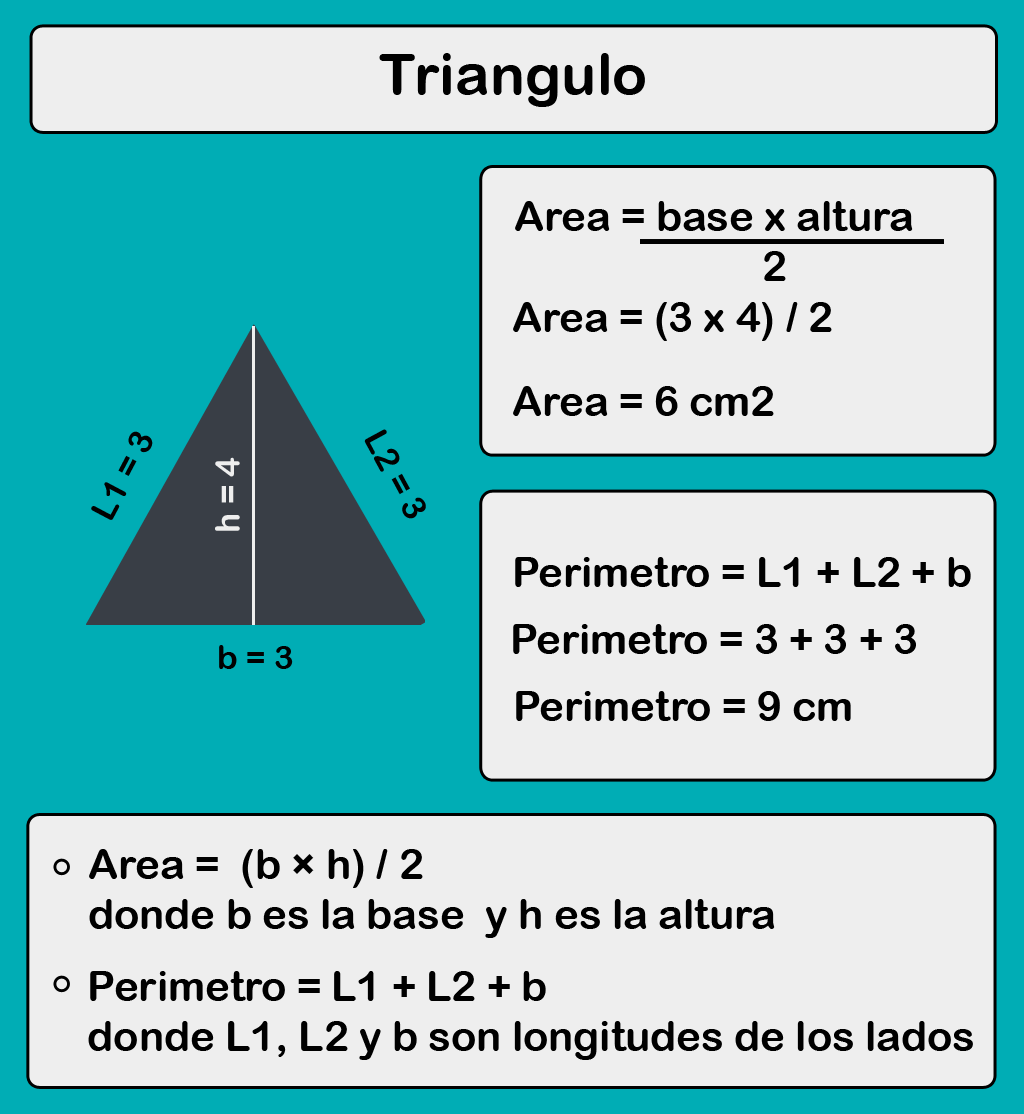 Triangulo
Area = base x altura
2
Area = (3 x 4) / 2
Area = 6 cm2
L1 = 3
h = 4
L2 = 3
b = 3
Perimetro = L1 + L2 + b
Perimetro = 3 + 3 + 3
Perimetro = 9 cm
Area =  (b × h) / 2
donde b es la base  y h es la altura
Perimetro = L1 + L2 + b
donde L1, L2 y b son longitudes de los lados